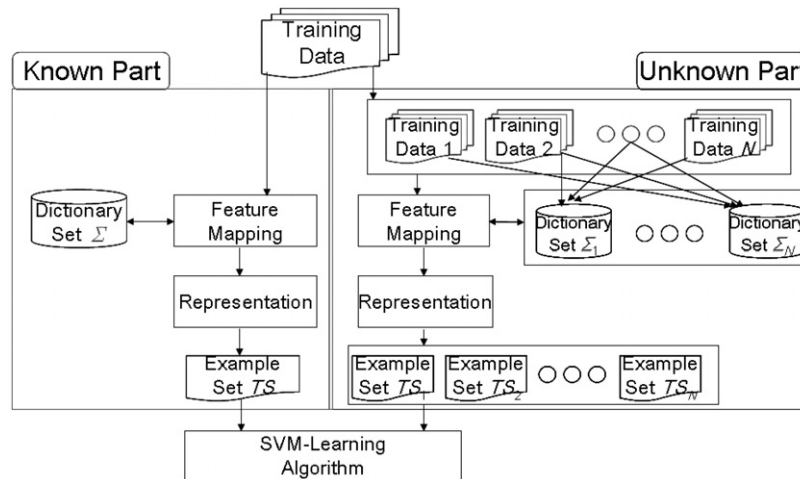 Training
Data
Known Part
Unknown Part
Training
Data 1
Training
Data 2
Training
Data N
Dictionary
Set Σ
Feature
Mapping
Feature
Mapping
Dictionary
Set Σ1
Dictionary
Set ΣN
Representation
Representation
Example
Set TS
Example
Set TS1
Example
Set TS2
Example
Set TSN
SVM-Learning
Algorithm